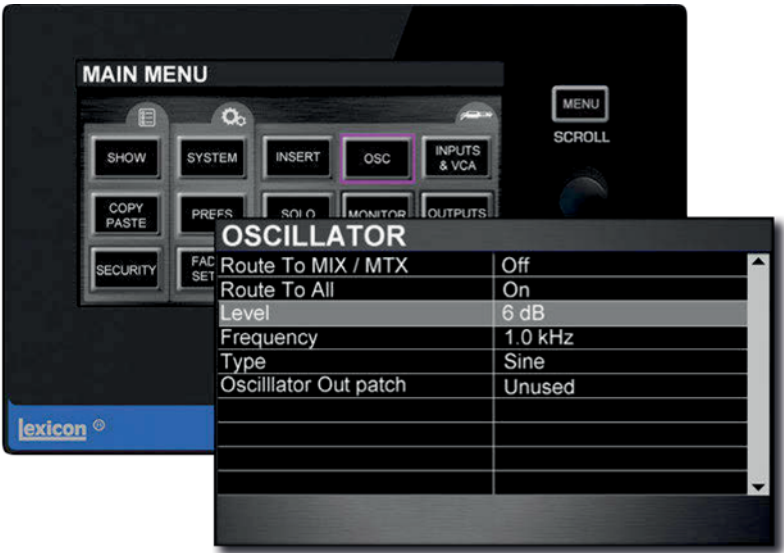 MAIN MENU
MENU
SCROLL
SHOW
SYSTEM
INSERT
OSC
INPUTS
& VCA
COPY
PASTE
PREFS
SOLO
MONITOR
OUTPUTS
SECURITY
FAD
SET
OSCILLATOR
Route To MIX / MTX Off
Route To All On
Level 6 dB
Frequency 1.0 kHz
Type Sine
Oscilllator Out patch Unused
lexicon ®